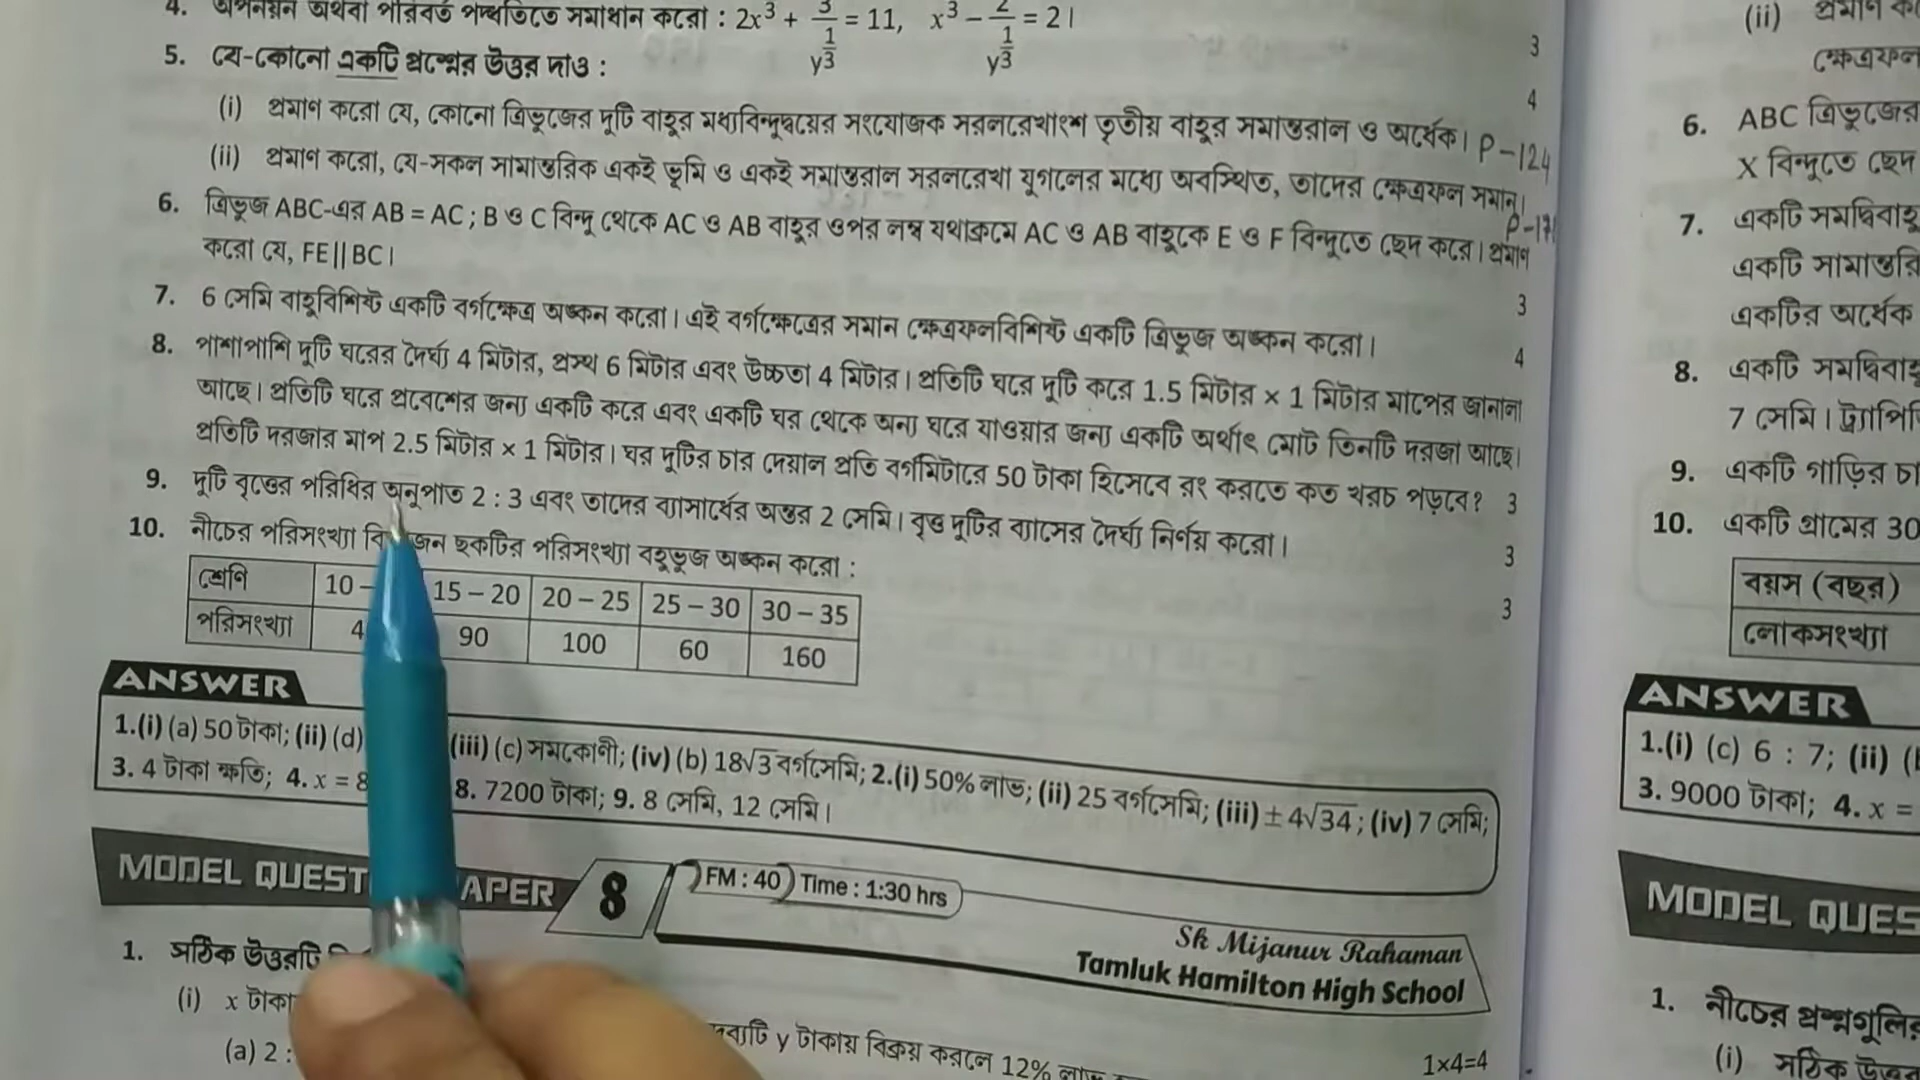 4. অপনয়ন অথবা পরিবর্ত পদ্ধতিতে সমাধান করো : 2x³ + 3/y^(1/3) = 11, x³ – 2/y^(1/3) = 2।
3
5. যে-কোনো একটি প্রশ্নের উত্তর দাও :
4
(i) প্রমাণ করো যে, কোনো ত্রিভুজের দুটি বাহুর মধ্যবিন্দুদ্বয়ের সংযোজক সরলরেখাংশ তৃতীয় বাহুর সমান্তরাল ও অর্ধেক। P-124
(ii) প্রমাণ করো, যে-সকল সামান্তরিক একই ভূমি ও একই সমান্তরাল সরলরেখা যুগলের মধ্যে অবস্থিত, তাদের ক্ষেত্রফল সমান।
6. ত্রিভুজ ABC-এর AB = AC ; B ও C বিন্দু থেকে AC ও AB বাহুর ওপর লম্ব যথাক্রমে AC ও AB বাহুকে E ও F বিন্দুতে ছেদ করে। প্রমাণ
করো যে, FE || BC।
3
7. 6 সেমি বাহুবিশিষ্ট একটি বর্গক্ষেত্র অঙ্কন করো। এই বর্গক্ষেত্রের সমান ক্ষেত্রফলবিশিষ্ট একটি ত্রিভুজ অঙ্কন করো।
4
8. পাশাপাশি দুটি ঘরের দৈর্ঘ্য 4 মিটার, প্রস্থ 6 মিটার এবং উচ্চতা 4 মিটার। প্রতিটি ঘরে দুটি করে 1.5 মিটার × 1 মিটার মাপের জানালা
আছে। প্রতিটি ঘরে প্রবেশের জন্য একটি করে এবং একটি ঘর থেকে অন্য ঘরে যাওয়ার জন্য একটি অর্থাৎ মোট তিনটি দরজা আছে।
প্রতিটি দরজার মাপ 2.5 মিটার × 1 মিটার। ঘর দুটির চার দেয়াল প্রতি বর্গমিটারে 50 টাকা হিসেবে রং করতে কত খরচ পড়বে? 3
9. দুটি বৃত্তের পরিধির অনুপাত 2 : 3 এবং তাদের ব্যাসার্ধের অন্তর 2 সেমি। বৃত্ত দুটির ব্যাসের দৈর্ঘ্য নির্ণয় করো।
3
10. নীচের পরিসংখ্যা ছকটির পরিসংখ্যা বহুভুজ অঙ্কন করো :
3
শ্রেণি 10 – 15 – 20 20 – 25 25 – 30 30 – 35
পরিসংখ্যা 90 100 60 160
ANSWER
1.(i) (a) 50 টাকা; (ii) (d) (iii) (c) সমকোণী; (iv) (b) 18√3 বর্গসেমি; 2.(i) 50% লাভ; (ii) 25 বর্গসেমি; (iii) ± 4√34 ; (iv) 7 সেমি;
3. 4 টাকা ক্ষতি; 4. x = 8. 7200 টাকা; 9. 8 সেমি, 12 সেমি।
MODEL 8 FM : 40 Time : 1:30 hrs
Sk Mijanur Rahaman
Tamluk Hamilton High School
1. সঠিক উত্তরটি
(i) x টাকা y টাকায় বিক্রয় করলে 12%
(a) 2 :
1×4=4
(ii) প্রমাণ
ক্ষেত্রফল
6. ABC ত্রিভুজের
X বিন্দুতে ছেদ
7. একটি সমদ্বিবাহু
একটি সামান্তরি
একটির অর্ধেক
8. একটি সমদ্বিবাহু
7 সেমি।
9. একটি গাড়ির
10. একটি গ্রামের 30
বয়স (বছর)
লোকসংখ্যা
ANSWER
1.(i) (c) 6 : 7; (ii)
3. 9000 টাকা; 4. x =
MODEL
1. নীচের প্রশ্নগুলির
(i) সঠিক